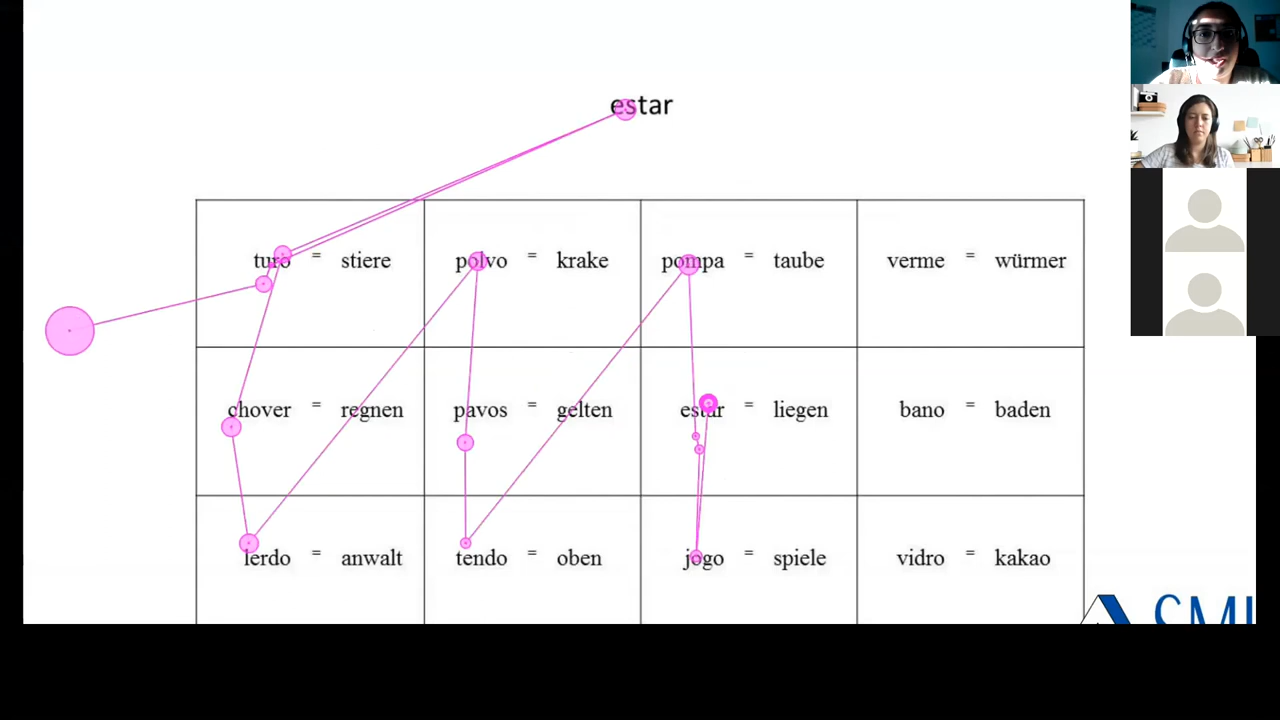 estar
turo = stiere polvo = krake pompa = taube verme = würmer
chover = regnen pavos = gelten estar = liegen bano = baden
lerdo = anwalt tendo = oben jogo = spiele vidro = kakao